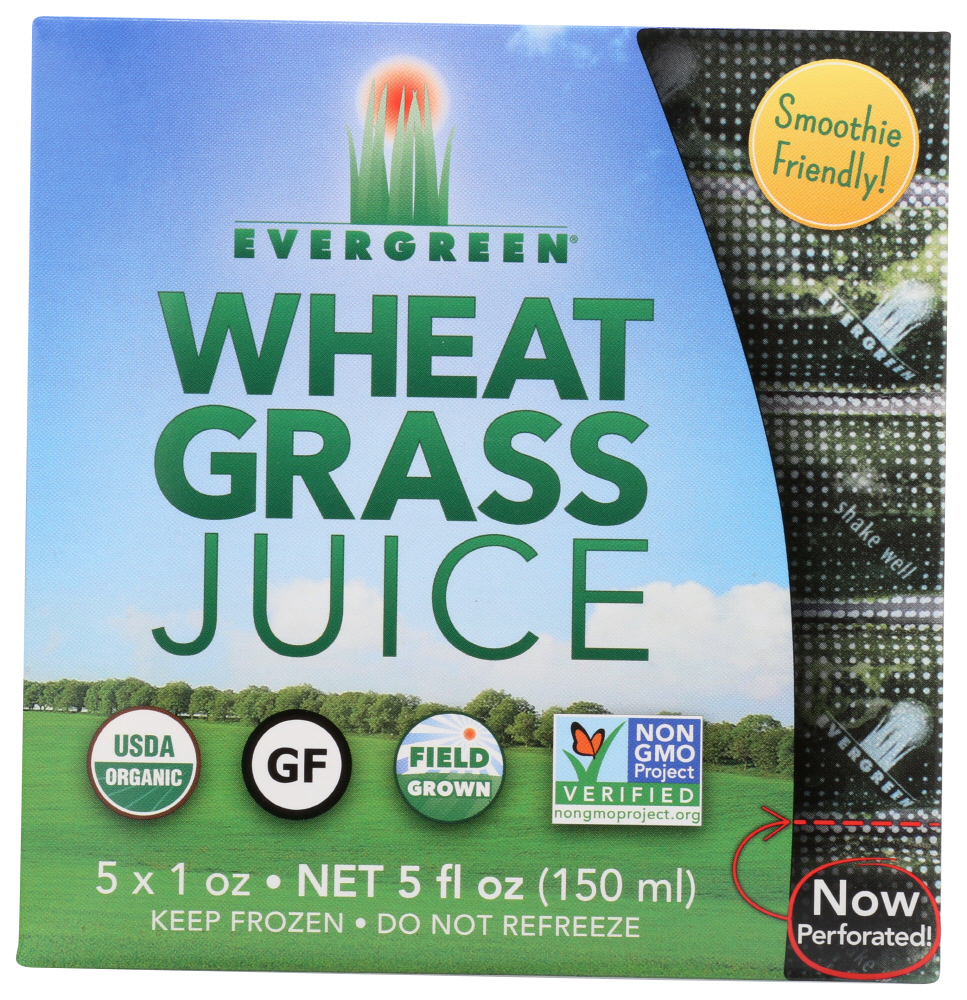 Smoothie
Friendly!
EVERGREEN®
WHEAT
GRASS
JUICE
EVERGREEN
shake well
EVERGREEN
USDA
ORGANIC
GF
FIELD
GROWN
NON
GMO
Project
VERIFIED
nongmoproject.org
5 x 1 oz • NET 5 fl oz (150 ml)
KEEP FROZEN • DO NOT REFREEZE
Now
Perforated!